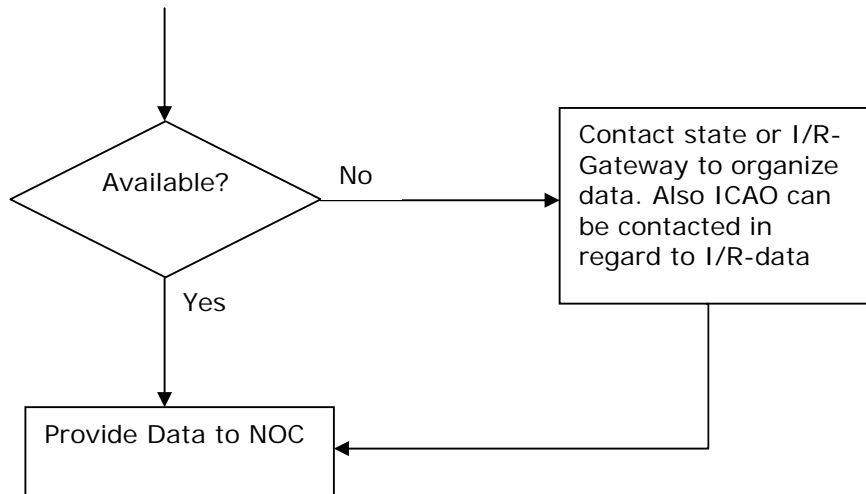 Available?
No
Contact state or I/R-
Gateway to organize
data. Also ICAO can
be contacted in
regard to I/R-data
Yes
Provide Data to NOC